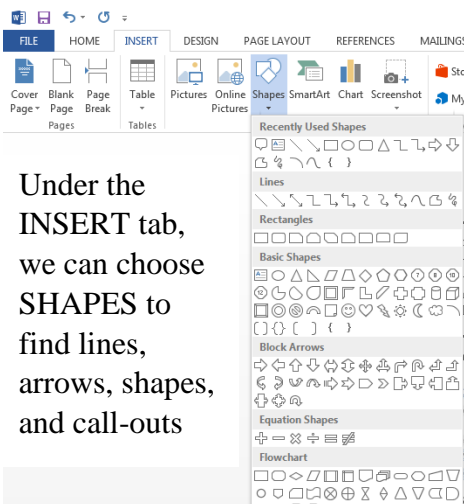 FILE HOME INSERT DESIGN PAGE LAYOUT REFERENCES MAILINGS
Cover Page Blank Page Page Break Table Pictures Online Pictures Shapes SmartArt Chart Screenshot Sto My
Pages Tables
Recently Used Shapes
Lines
Rectangles
Basic Shapes
Block Arrows
Equation Shapes
Flowchart
Under the
INSERT tab,
we can choose
SHAPES to
find lines,
arrows, shapes,
and call-outs